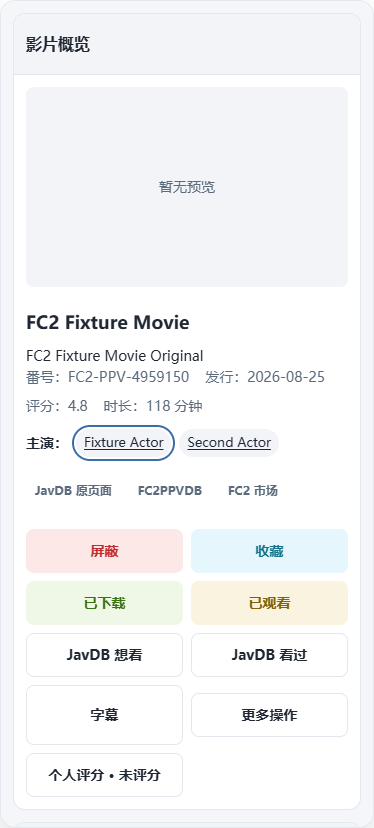 影片概览
暂无预览
FC2 Fixture Movie
FC2 Fixture Movie Original
番号：FC2-PPV-4959150 发行：2026-08-25
评分：4.8 时长：118 分钟
主演： Fixture Actor Second Actor
JavDB 原页面 FC2PPVDB FC2 市场
屏蔽 收藏
已下载 已观看
JavDB 想看 JavDB 看过
字幕 更多操作
个人评分 • 未评分